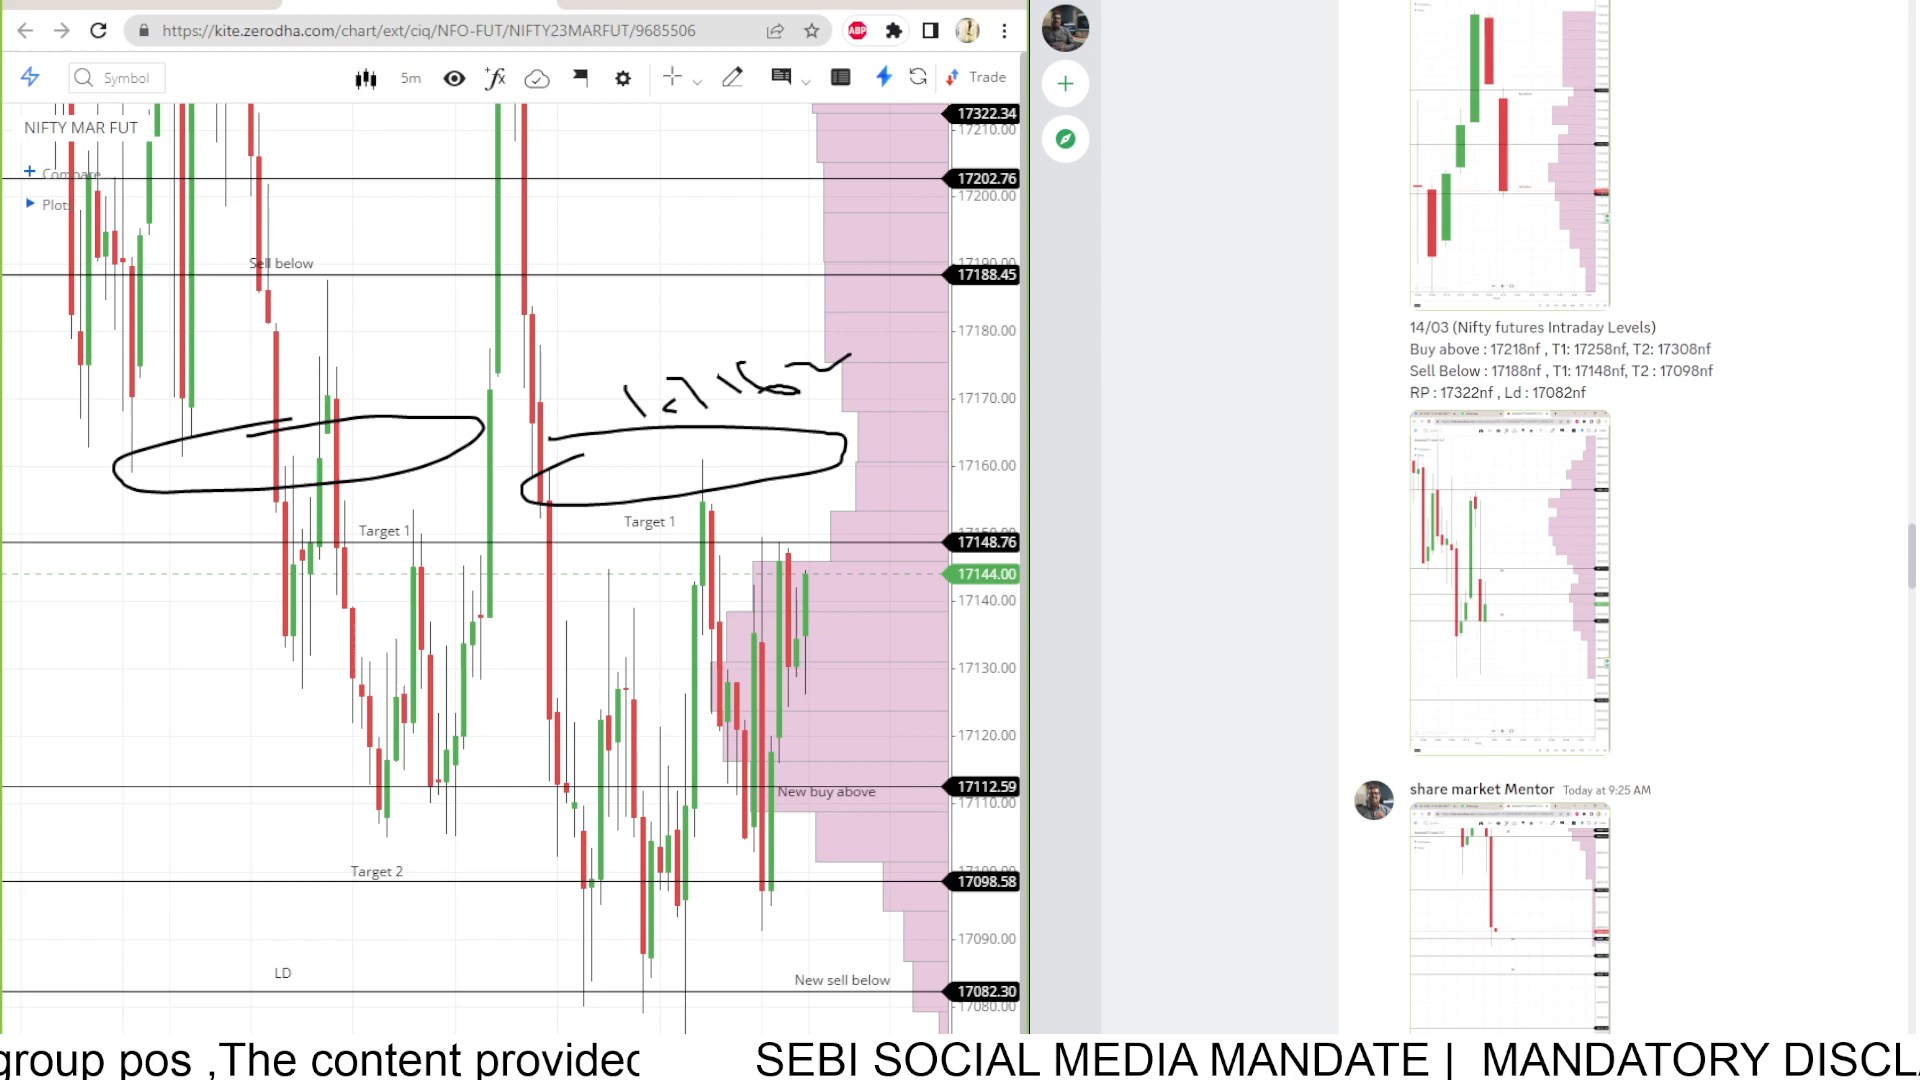 https://kite.zerodha.com/chart/ext/ciq/NFO-FUT/NIFTY23MARFUT/9685506
ABP
Symbol
5m
Trade
NIFTY MAR FUT
Compare
Plots
17322.34
17210.00
17202.76
17200.00
Sell below
17188.45
17180.00
17170.00
17162
17160.00
Target 1
Target 1
17148.76
17144.00
17140.00
17130.00
17120.00
17112.59
New buy above
17110.00
Target 2
17098.58
17090.00
LD
New sell below
17082.30
17080.00
14/03 (Nifty futures Intraday Levels)
Buy above : 17218nf , T1: 17258nf, T2: 17308nf
Sell Below : 17188nf , T1: 17148nf, T2 : 17098nf
RP : 17322nf , Ld : 17082nf
share market Mentor Today at 9:25 AM
group pos ,The content provided
SEBI SOCIAL MEDIA MANDATE | MANDATORY DISCL